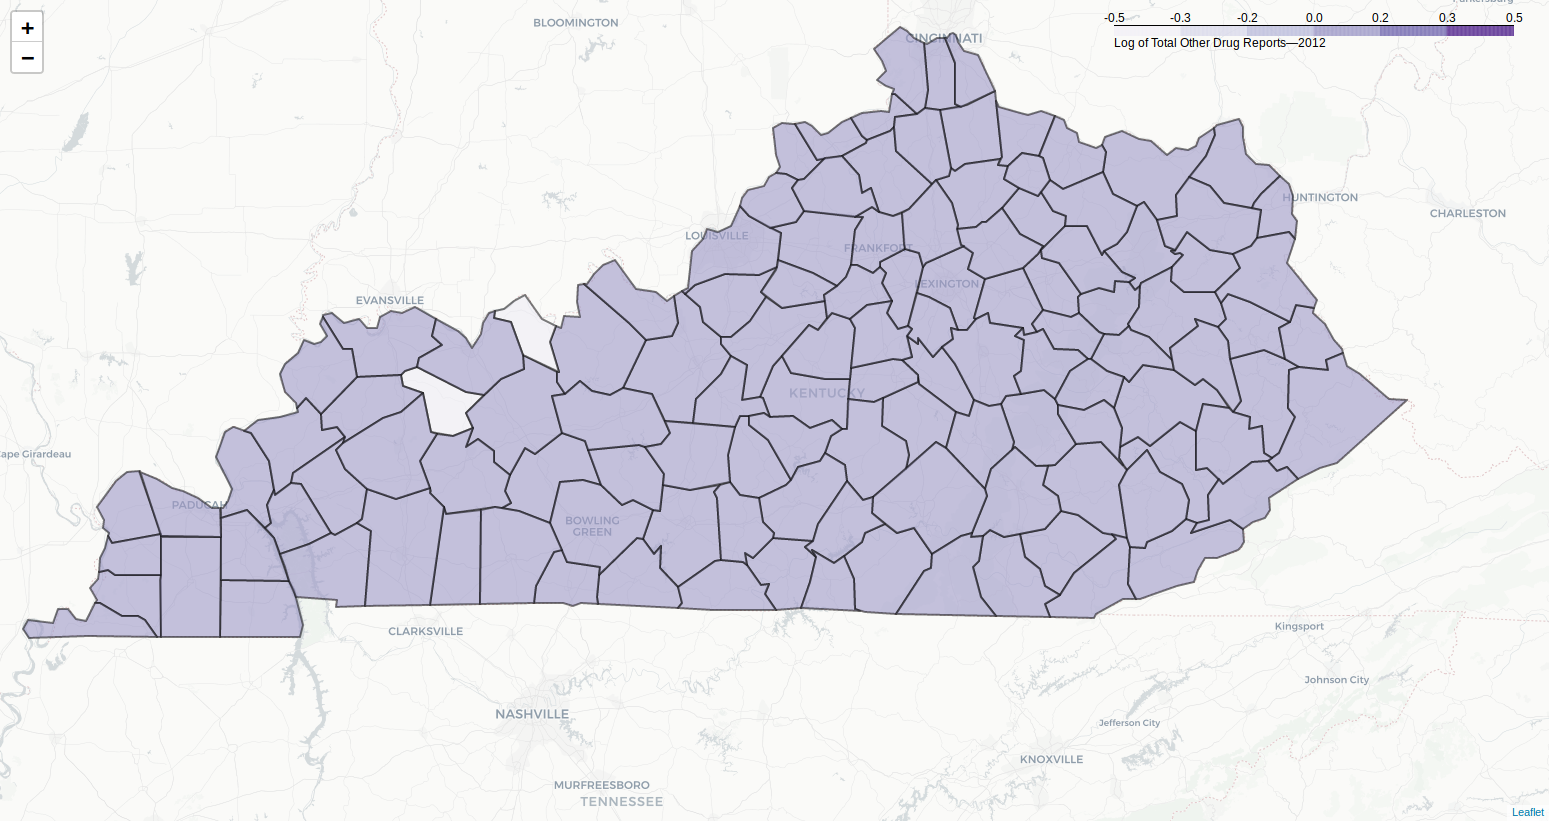 +
−
BLOOMINGTON
CINCINNATI
-0.5 -0.3 -0.2 0.0 0.2 0.3 0.5
Log of Total Other Drug Reports—2012
HUNTINGTON
CHARLESTON
LOUISVILLE
FRANKFORT
EVANSVILLE
LEXINGTON
KENTUCKY
Cape Girardeau
PADUCAH
BOWLING
GREEN
CLARKSVILLE
Kingsport
Johnson City
NASHVILLE
Jefferson City
KNOXVILLE
MURFREESBORO
TENNESSEE
Leaflet